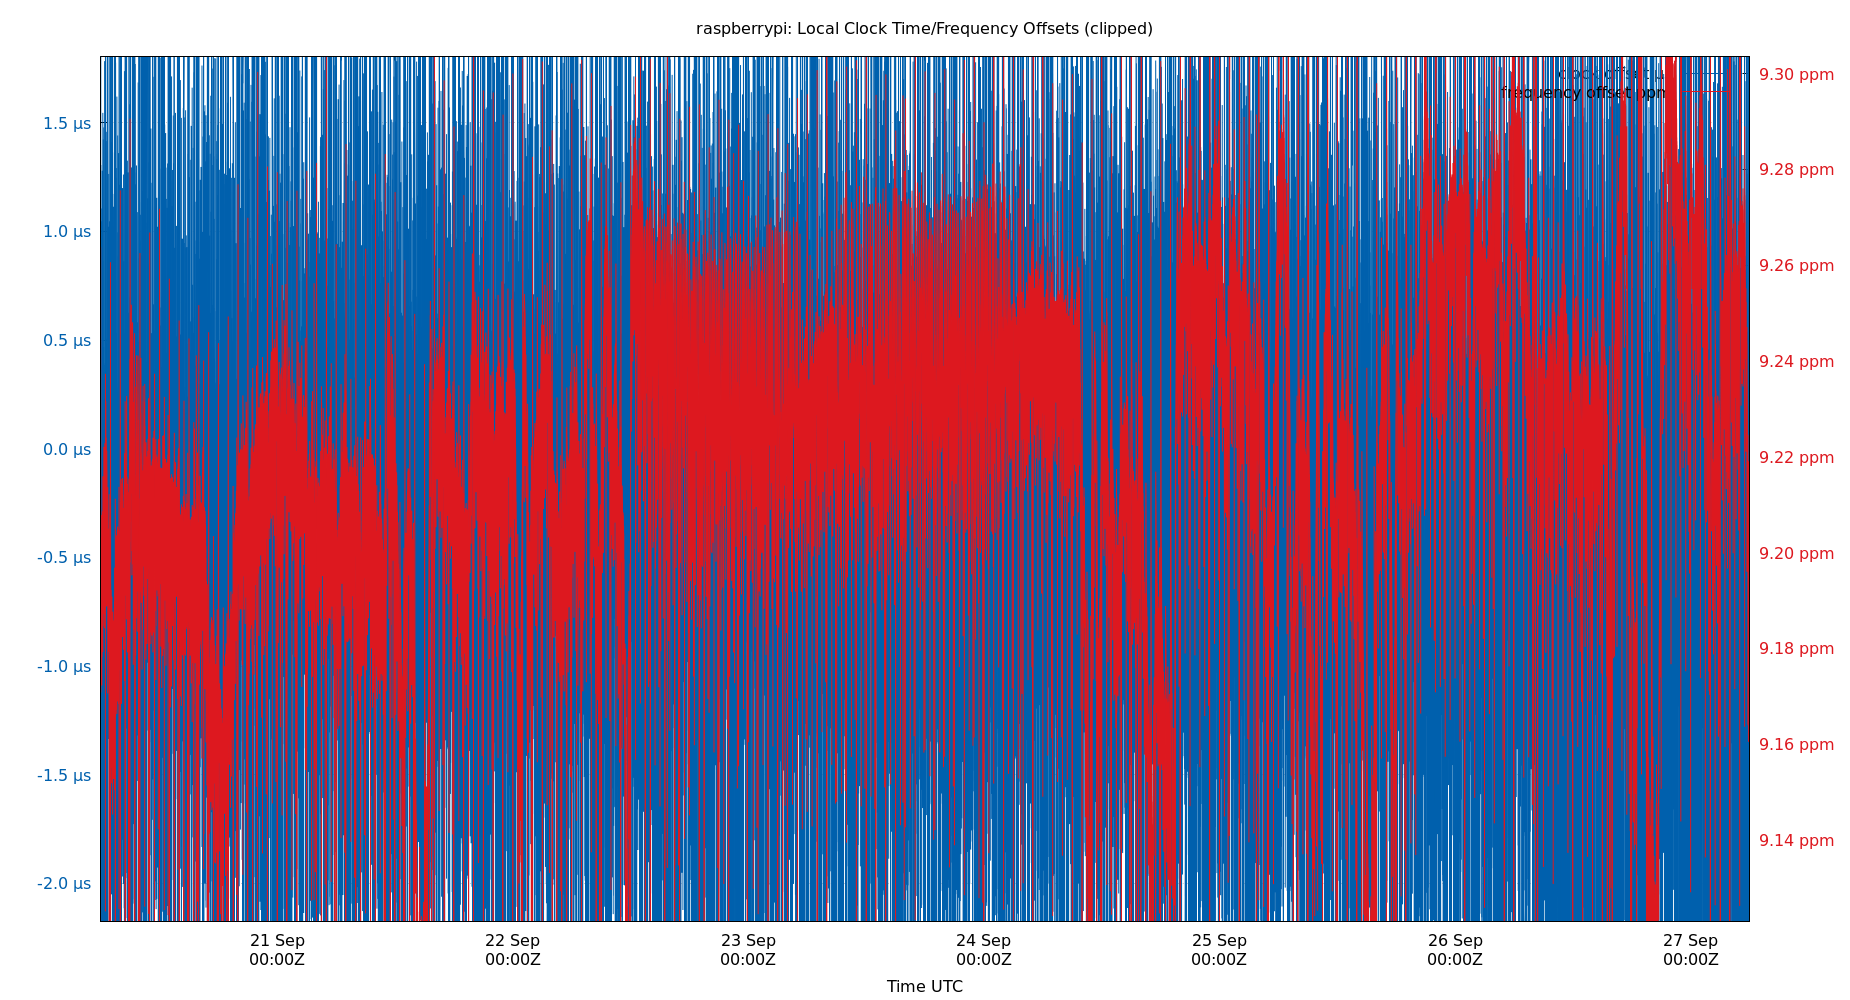 raspberrypi: Local Clock Time/Frequency Offsets (clipped)
clock offset µs
frequency offset ppm
1.5 µs
1.0 µs
0.5 µs
0.0 µs
-0.5 µs
-1.0 µs
-1.5 µs
-2.0 µs
9.30 ppm
9.28 ppm
9.26 ppm
9.24 ppm
9.22 ppm
9.20 ppm
9.18 ppm
9.16 ppm
9.14 ppm
21 Sep
00:00Z
22 Sep
00:00Z
23 Sep
00:00Z
24 Sep
00:00Z
25 Sep
00:00Z
26 Sep
00:00Z
27 Sep
00:00Z
Time UTC